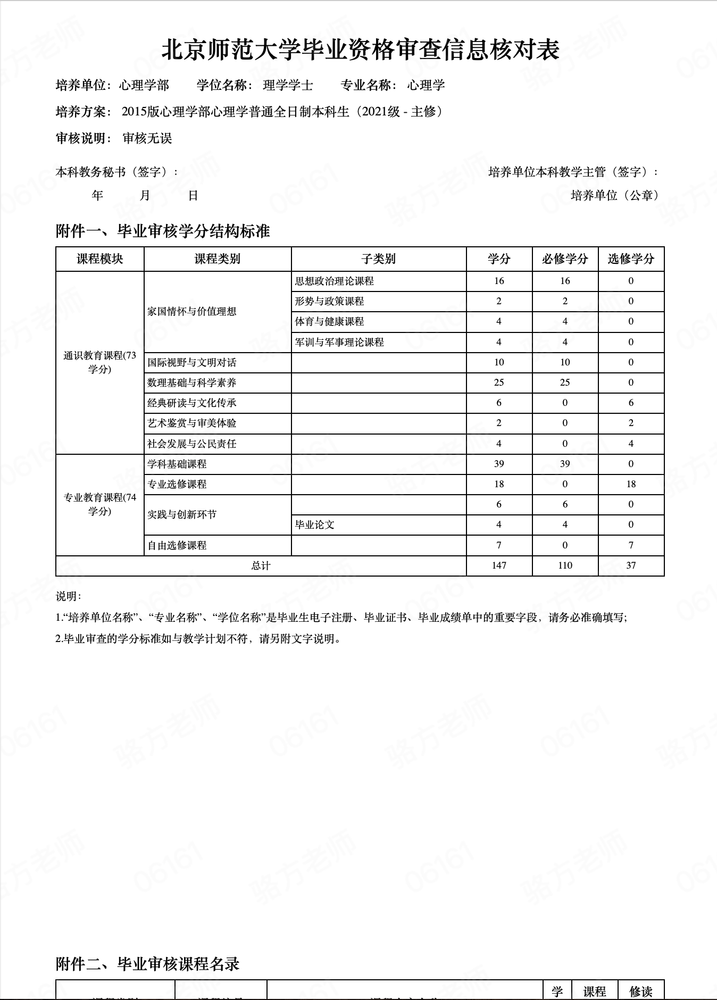 北京师范大学毕业资格审查信息核对表
培养单位：心理学部 学位名称： 理学学士 专业名称： 心理学
培养方案： 2015版心理学部心理学普通全日制本科生（2021级 - 主修）
审核说明： 审核无误
本科教务秘书（签字）： 培养单位本科教学主管（签字）：
年 月 日 培养单位（公章）
附件一、毕业审核学分结构标准
课程模块 课程类别 子类别 学分 必修学分 选修学分
通识教育课程(73学分) 家国情怀与价值理想 思想政治理论课程 16 16 0
形势与政策课程 2 2 0
体育与健康课程 4 4 0
军训与军事理论课程 4 4 0
国际视野与文明对话 10 10 0
数理基础与科学素养 25 25 0
经典研读与文化传承 6 0 6
艺术鉴赏与审美体验 2 0 2
社会发展与公民责任 4 0 4
专业教育课程(74学分) 学科基础课程 39 39 0
专业选修课程 18 0 18
实践与创新环节 6 6 0
毕业论文 4 4 0
自由选修课程 7 0 7
总计 147 110 37
说明：
1.“培养单位名称”、“专业名称”、“学位名称”是毕业生电子注册、毕业证书、毕业成绩单中的重要字段，请务必准确填写;
2.毕业审查的学分标准如与教学计划不符，请另附文字说明。
附件二、毕业审核课程名录
学 课程 修读
骆方老师 06161